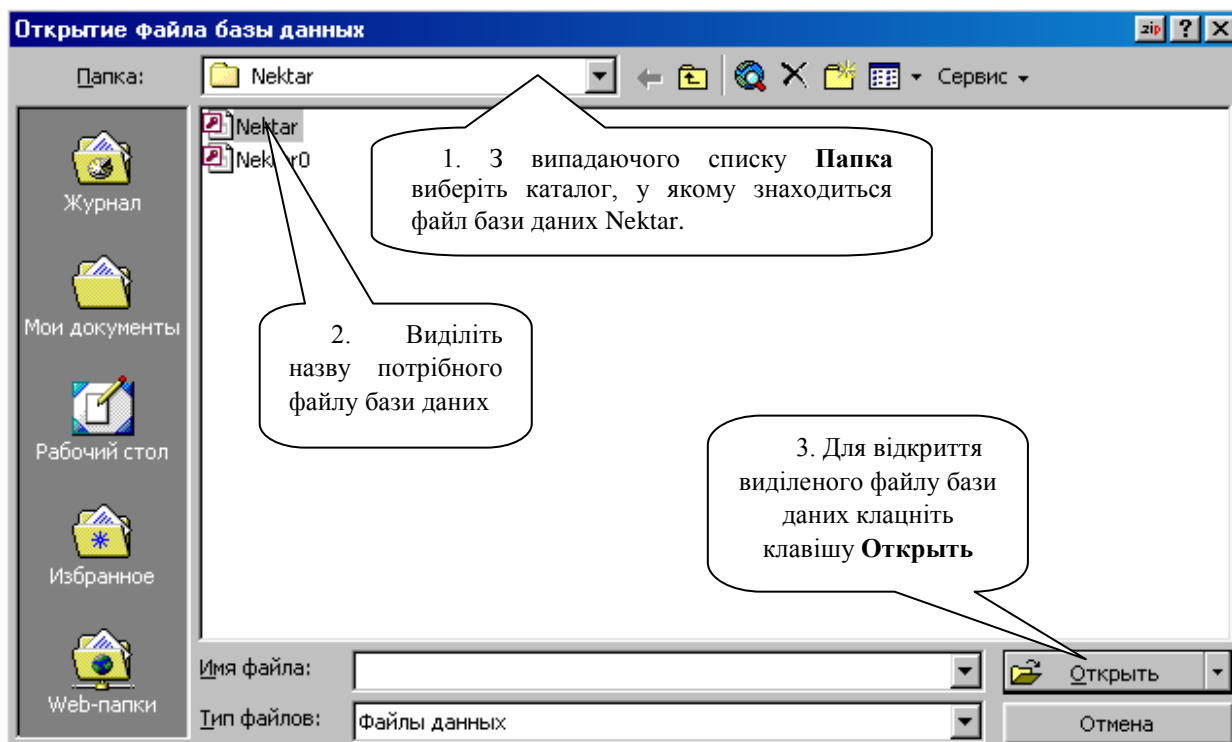 Открытие файла базы данных
zip ? X
Папка: Nektar Сервис
Журнал
Мои документы
Рабочий стол
Избранное
Web-папки
Nektar
Nektar0
1. З випадаючого списку Папка
виберіть каталог, у якому знаходиться
файл бази даних Nektar.
2. Виділіть
назву потрібного
файлу бази даних
3. Для відкриття
виділеного файлу бази
даних клацніть
клавішу Открыть
Имя файла:
Открыть
Тип файлов: Файлы данных
Отмена